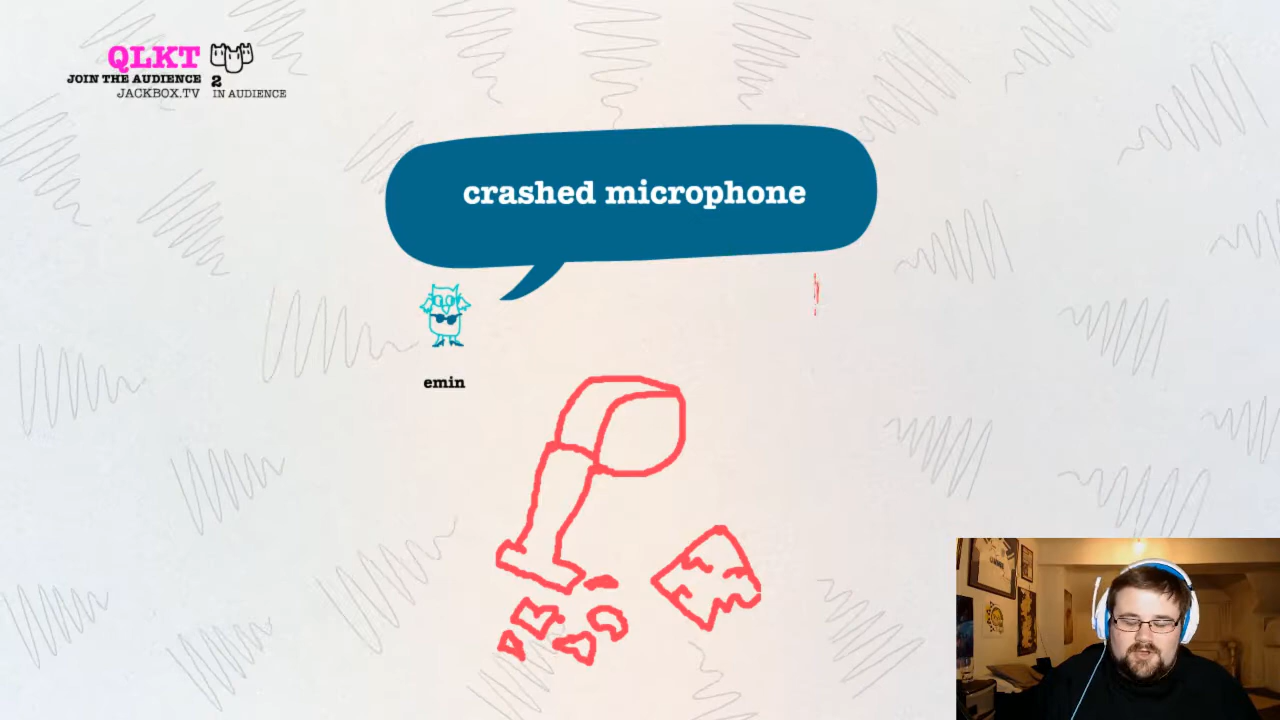 QLKT
JOIN THE AUDIENCE 2
JACKBOX.TV IN AUDIENCE
crashed microphone
emin